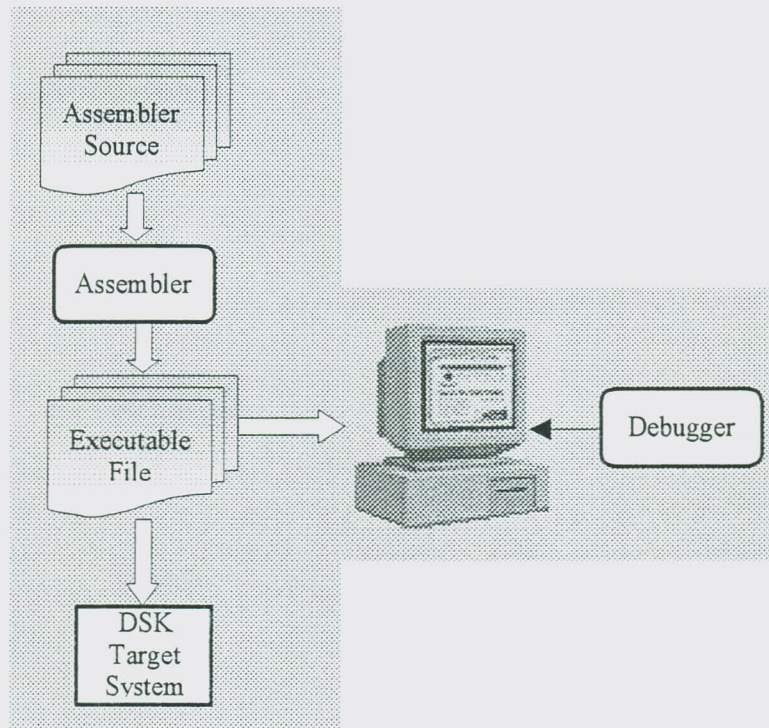 Assembler
Source
Assembler
Executable
File
Debugger
DSK
Target
System